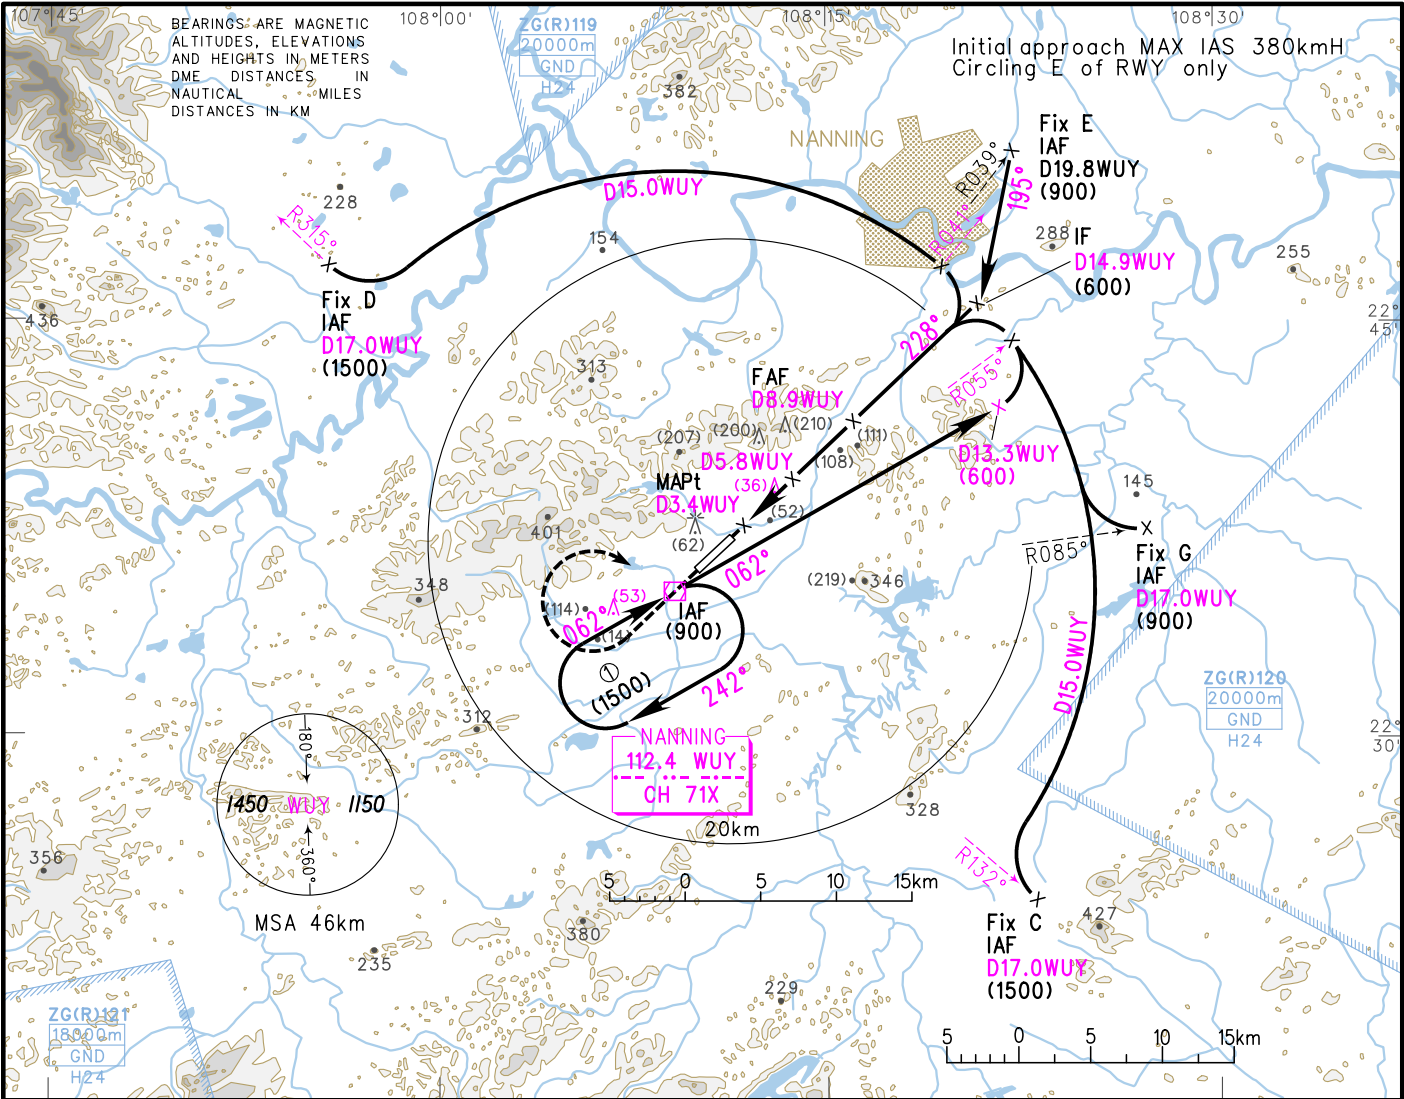 107°45'
108°00'
108°15'
108°30'
BEARINGS ARE MAGNETIC
ALTITUDES, ELEVATIONS
AND HEIGHTS IN METERS
DME DISTANCES IN
NAUTICAL MILES
DISTANCES IN KM
ZG(R)119
20000m
GND
H24
382
Initial approach MAX IAS 380kmH
Circling E of RWY only
NANNING
Fix E
IAF
D19.8WUY
(900)
R039°
195°
228
R315°
D15.0WUY
154
R041°
288
IF
D14.9WUY
(600)
255
436
Fix D
IAF
D17.0WUY
(1500)
22°
45'
228°
313
FAF
D8.9WUY
R055°
(207)
(200)
(210)
(111)
(108)
D5.8WUY
D13.3WUY
(600)
MAPt
D3.4WUY
(36)
(52)
145
401
(62)
R085°
Fix G
IAF
D17.0WUY
(900)
062°
348
(219)
346
(114)
(53)
062°
(14)
IAF
(900)
①
(1500)
242°
D15.0WUY
ZG(R)120
20000m
GND
H24
312
NANNING
112.4 WUY
CH 71X
22°
30'
180°
1450 WUY 1150
360°
328
20km
356
R132°
5 0 5 10 15km
MSA 46km
Fix C
IAF
D17.0WUY
(1500)
427
380
235
229
ZG(R)121
18000m
GND
H24
5 0 5 10 15km